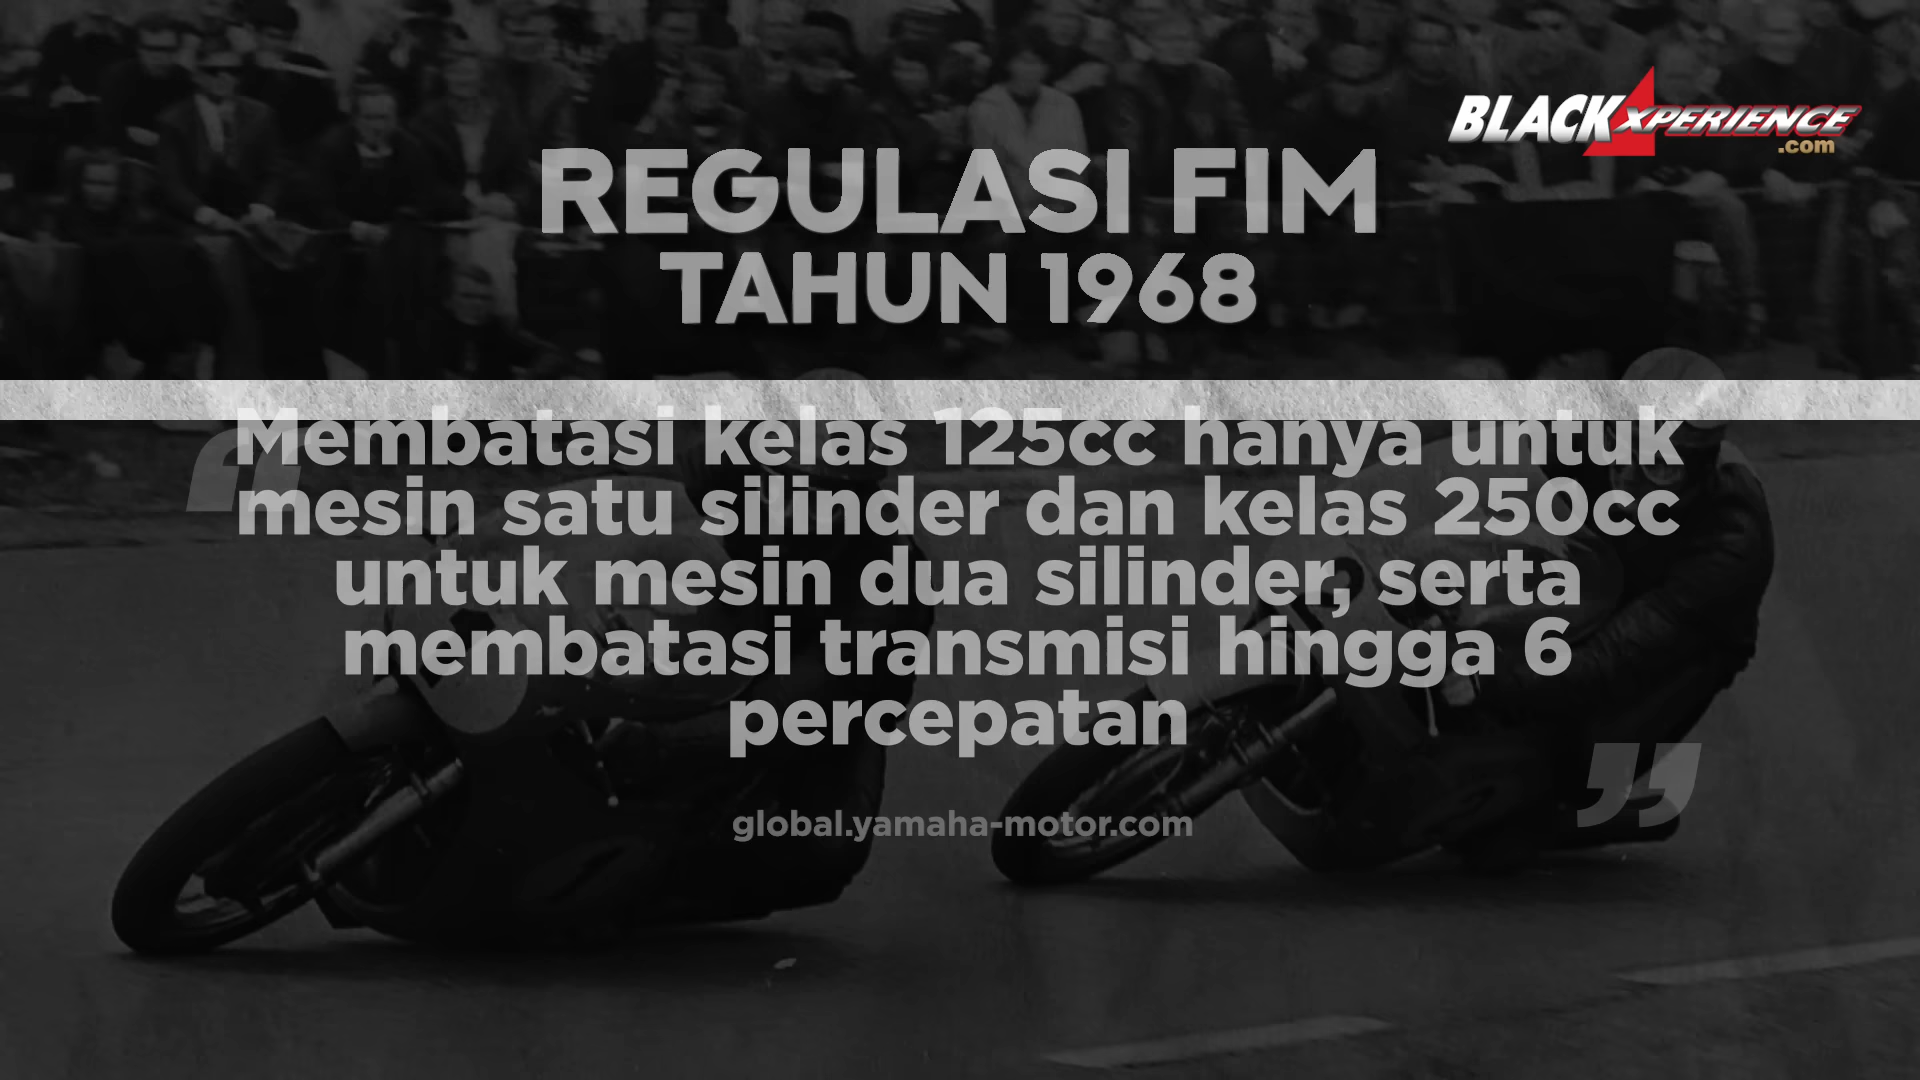 BLACKXPERIENCE
.com
REGULASI FIM
TAHUN 1968
“
Membatasi kelas 125cc hanya untuk
mesin satu silinder dan kelas 250cc
untuk mesin dua silinder, serta
membatasi transmisi hingga 6
percepatan
”
global.yamaha-motor.com